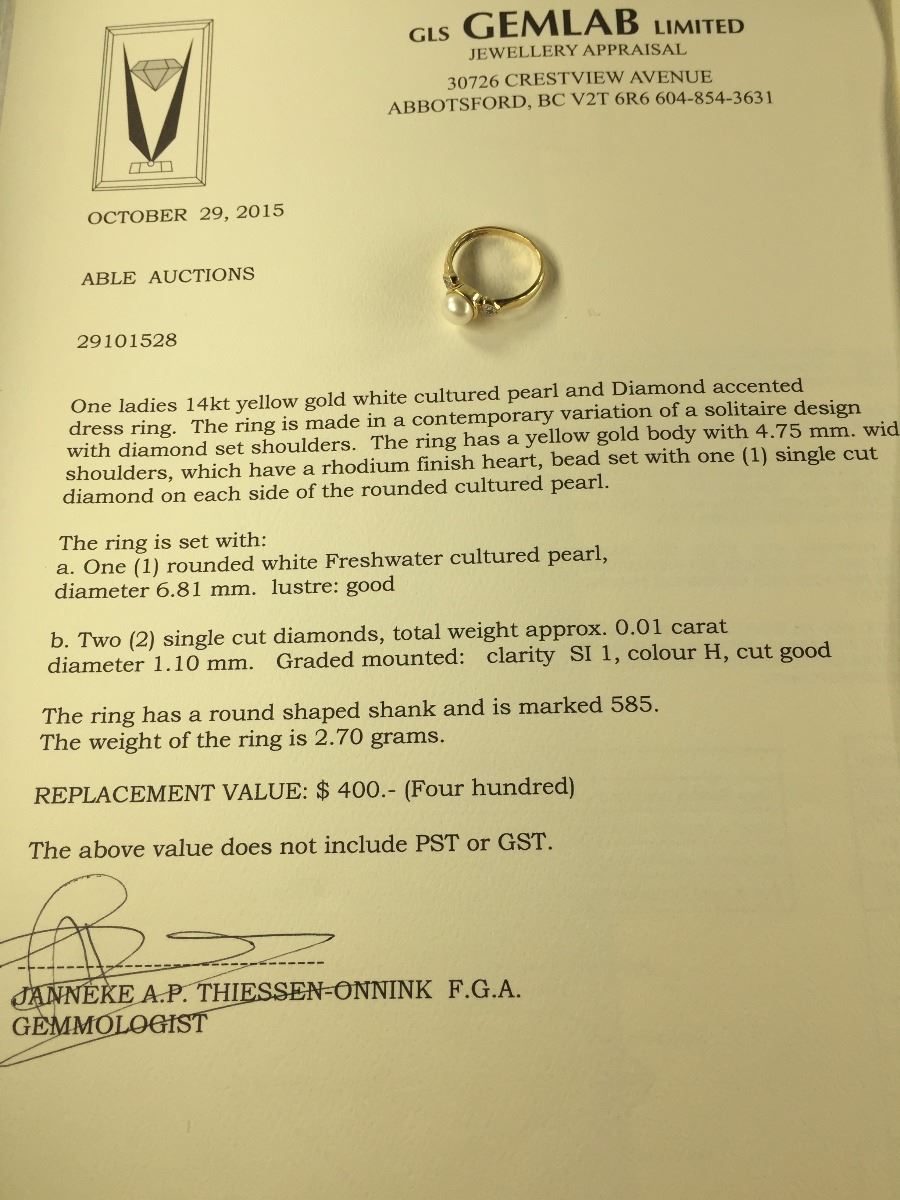 GLS GEMLAB LIMITED
JEWELLERY APPRAISAL
30726 CRESTVIEW AVENUE
ABBOTSFORD, BC V2T 6R6 604-854-3631
OCTOBER 29, 2015
ABLE AUCTIONS
29101528
One ladies 14kt yellow gold white cultured pearl and Diamond accented
dress ring. The ring is made in a contemporary variation of a solitaire design
with diamond set shoulders. The ring has a yellow gold body with 4.75 mm. wid
shoulders, which have a rhodium finish heart, bead set with one (1) single cut
diamond on each side of the rounded cultured pearl.
The ring is set with:
a. One (1) rounded white Freshwater cultured pearl,
diameter 6.81 mm. lustre: good
b. Two (2) single cut diamonds, total weight approx. 0.01 carat
diameter 1.10 mm. Graded mounted: clarity SI 1, colour H, cut good
The ring has a round shaped shank and is marked 585.
The weight of the ring is 2.70 grams.
REPLACEMENT VALUE: $ 400.- (Four hundred)
The above value does not include PST or GST.
JANNEKE A.P. THIESSEN-ONNINK F.G.A.
GEMMOLOGIST